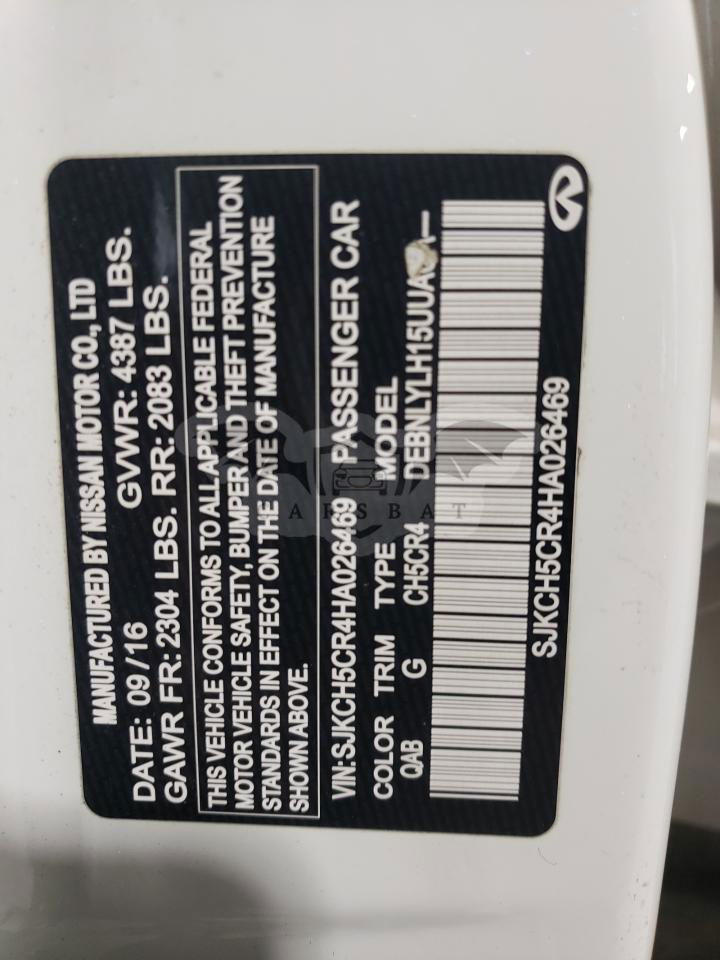 MANUFACTURED BY NISSAN MOTOR CO., LTD
DATE: 09/16 GVWR: 4387 LBS.
GAWR FR: 2304 LBS. RR: 2083 LBS.
THIS VEHICLE CONFORMS TO ALL APPLICABLE FEDERAL
MOTOR VEHICLE SAFETY, BUMPER AND THEFT PREVENTION
STANDARDS IN EFFECT ON THE DATE OF MANUFACTURE
SHOWN ABOVE.
VIN:SJKCH5CR4HA026469 PASSENGER CAR
COLOR TRIM TYPE MODEL
QAB G CH5CR4
SJKCH5CR4HA026469
CARSBAT